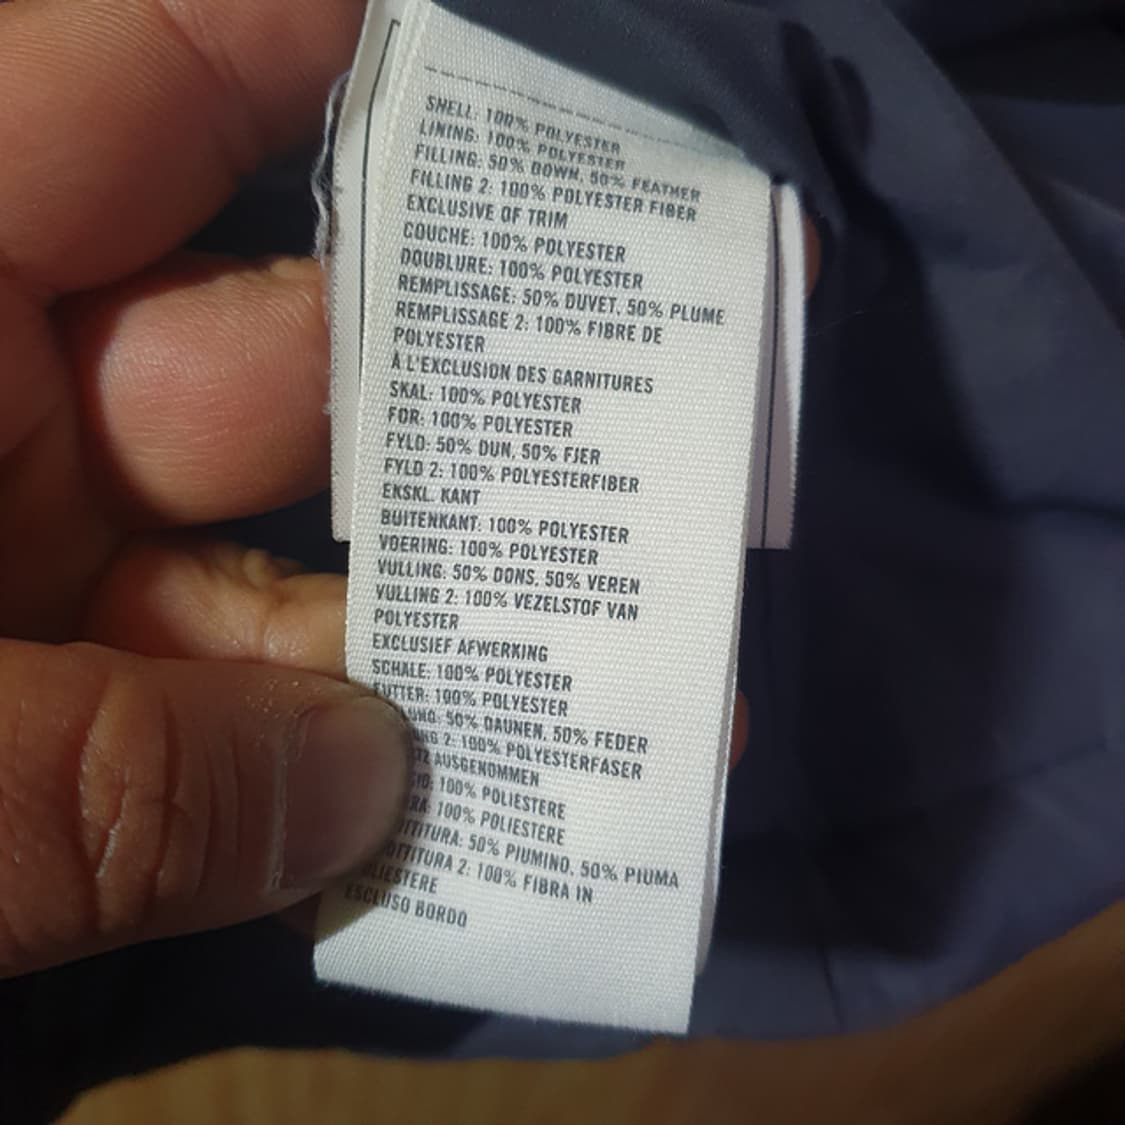 SHELL: 100% POLYESTER
LINING: 100% POLYESTER
FILLING: 50% DOWN, 50% FEATHER
FILLING 2: 100% POLYESTER FIBER
EXCLUSIVE OF TRIM
COUCHE: 100% POLYESTER
DOUBLURE: 100% POLYESTER
REMPLISSAGE: 50% DUVET, 50% PLUME
REMPLISSAGE 2: 100% FIBRE DE
POLYESTER
À L'EXCLUSION DES GARNITURES
SKAL: 100% POLYESTER
FOR: 100% POLYESTER
FYLD: 50% DUN, 50% FJER
FYLD 2: 100% POLYESTERFIBER
EKSKL. KANT
BUITENKANT: 100% POLYESTER
VOERING: 100% POLYESTER
VULLING: 50% DONS, 50% VEREN
VULLING 2: 100% VEZELSTOF VAN
POLYESTER
EXCLUSIEF AFWERKING
SCHALE: 100% POLYESTER
FUTTER: 100% POLYESTER
50% DAUNEN, 50% FEDER
2: 100% POLYESTERFASER
AUSGENOMMEN
100% POLIESTERE
100% POLIESTERE
50% PIUMINO, 50% PIUMA
2: 100% FIBRA IN
POLIESTERE
ESCLUSO BORDO